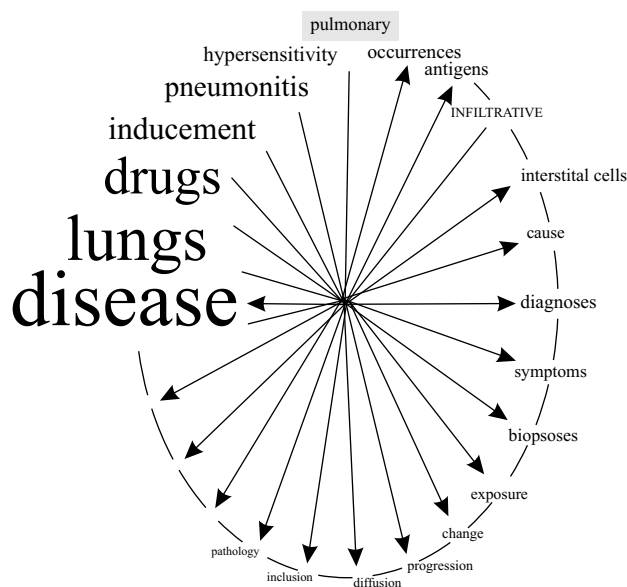 pulmonary
hypersensitivity
occurrences
antigens
pneumonitis
INFILTRATIVE
inducement
drugs
interstital cells
lungs
cause
disease
diagnoses
symptoms
biopsoses
exposure
change
pathology
progression
inclusion
diffusion